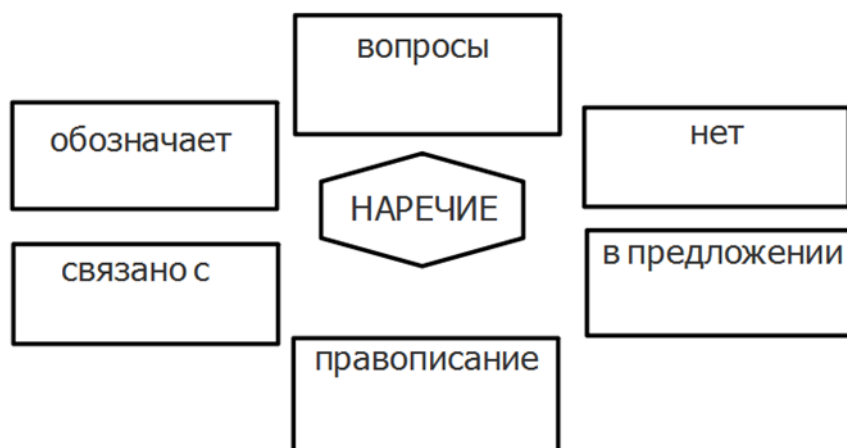 вопросы
обозначает
нет
НАРЕЧИЕ
связано с
в предложении
правописание